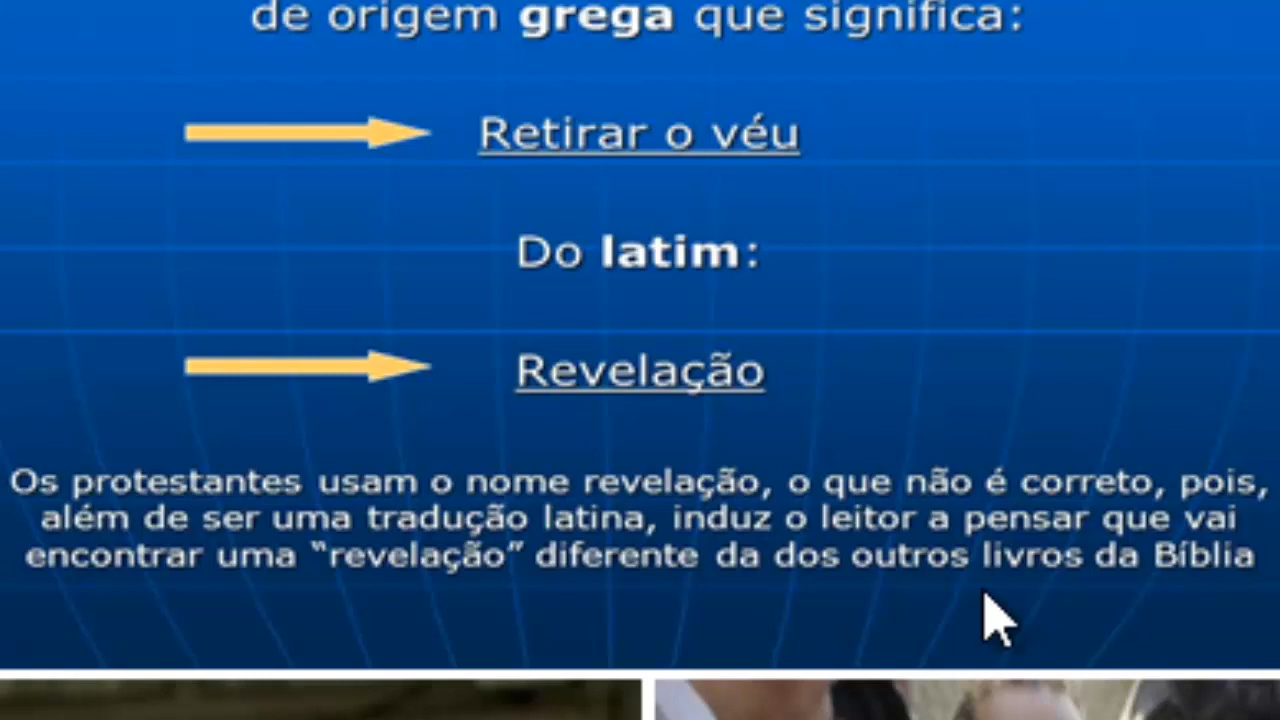 de origem grega que significa:
Retirar o véu
Do latim:
Revelação
Os protestantes usam o nome revelação, o que não é correto, pois,
além de ser uma tradução latina, induz o leitor a pensar que vai
encontrar uma “revelação” diferente da dos outros livros da Bíblia